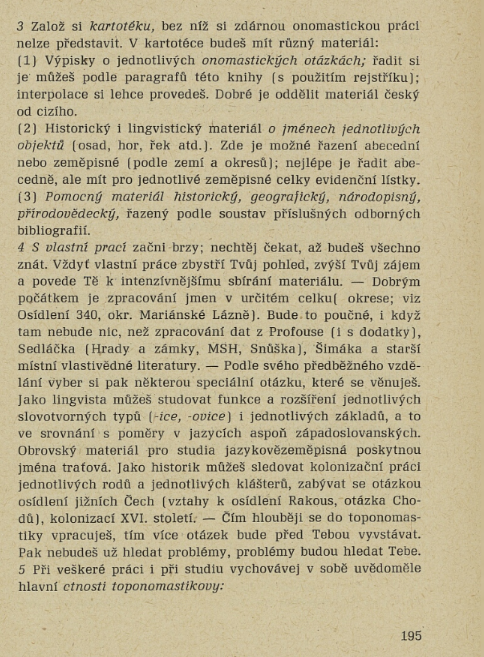 3 Založ si kartotéku, bez níž si zdárnou onomastickou práci
nelze představit. V kartotéce budeš mít různý materiál:
(1) Výpisky o jednotlivých onomastických otázkách; řadit si
je můžeš podle paragrafů této knihy (s použitím rejstříku);
interpolace si lehce provedeš. Dobré je oddělit materiál český
od cizího.
(2) Historický i lingvistický materiál o jménech jednotlivých
objektů (osad, hor, řek atd.). Zde je možné řazení abecední
nebo zeměpisné (podle zemí a okresů); nejlépe je řadit abe-
cedně, ale mít pro jednotlivé zeměpisné celky evidenční lístky.
(3) Pomocný materiál historický, geografický, národopisný,
přírodovědecký, řazený podle soustav příslušných odborných
bibliografií.
4 S vlastní prací začni brzy; nechtěj čekat, až budeš všechno
znát. Vždyť vlastní práce zbystří Tvůj pohled, zvýší Tvůj zájem
a povede Tě k intenzívnějšímu sbírání materiálu. — Dobrým
počátkem je zpracování jmen v určitém celku( okrese; viz
Osídlení 340, okr. Mariánské Lázně). Bude to poučné, i když
tam nebude nic, než zpracování dat z Profouse (i s dodatky),
Sedláčka (Hrady a zámky, MSH, Snůška), Šimáka a starší
místní vlastivědné literatury. — Podle svého předběžného vzdě-
lání vyber si pak některou speciální otázku, které se věnuješ.
Jako lingvista můžeš studovat funkce a rozšíření jednotlivých
slovotvorných typů (-ice, -ovice) i jednotlivých základů, a to
ve srovnání s poměry v jazycích aspoň západoslovanských.
Obrovský materiál pro studia jazykovězeměpisná poskytnou
jména traťová. Jako historik můžeš sledovat kolonizační práci
jednotlivých rodů a jednotlivých klášterů, zabývat se otázkou
osídlení jižních Čech (vztahy k osídlení Rakous, otázka Cho-
dů), kolonizací XVI. století. — Čím hlouběji se do toponomas-
tiky vpracuješ, tím více otázek bude před Tebou vyvstávat.
Pak nebudeš už hledat problémy, problémy budou hledat Tebe.
5 Při veškeré práci i při studiu vychovávej v sobě uvědoměle
hlavní ctnosti toponomastikovy:
195